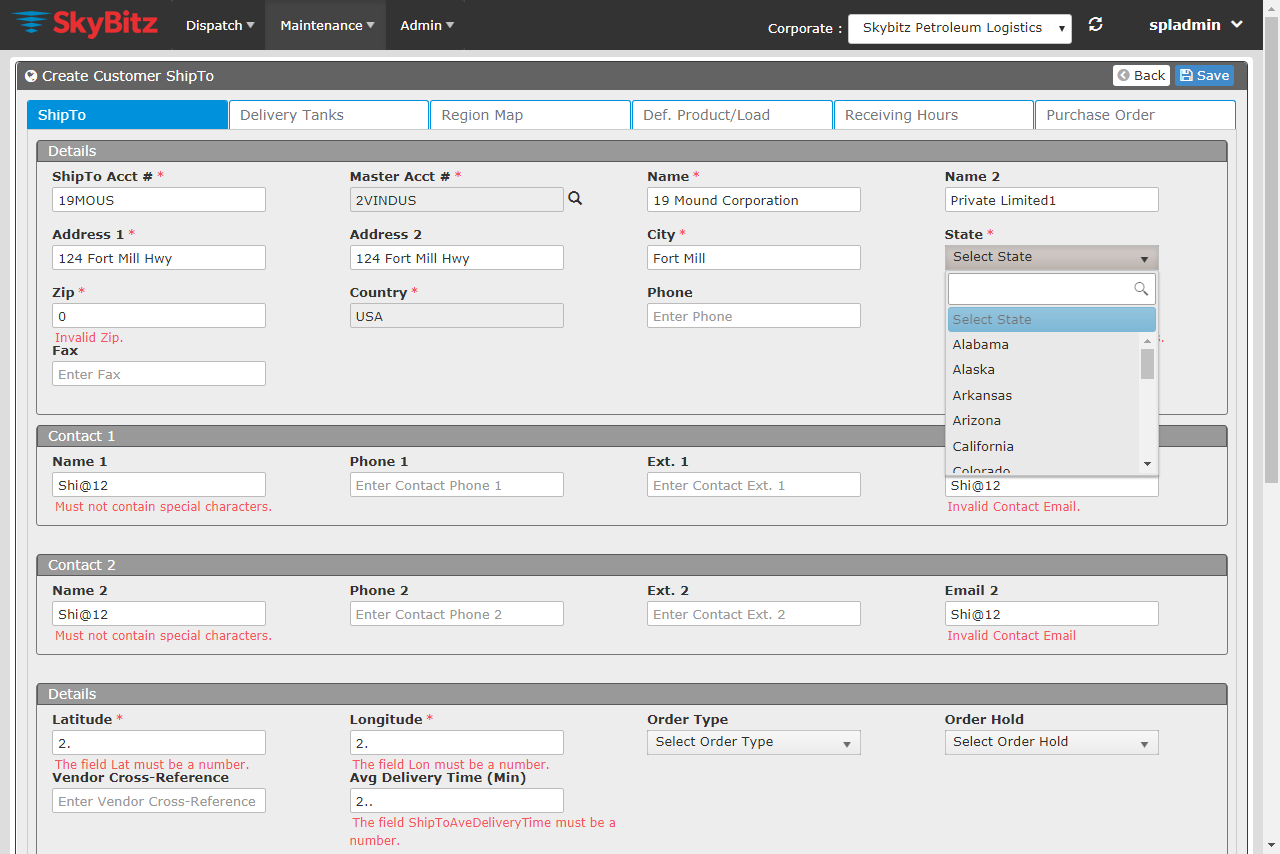 SkyBitz
Dispatch
Maintenance
Admin
Corporate :
Skybitz Petroleum Logistics
spladmin
Create Customer ShipTo
Back
Save
ShipTo
Delivery Tanks
Region Map
Def. Product/Load
Receiving Hours
Purchase Order
Details
ShipTo Acct # *
Master Acct # *
Name *
Name 2
19MOUS
2VINDUS
19 Mound Corporation
Private Limited1
Address 1 *
Address 2
City *
State *
124 Fort Mill Hwy
124 Fort Mill Hwy
Fort Mill
Select State
Zip *
Country *
Phone
0
USA
Enter Phone
Select State
Invalid Zip.
Fax
Alabama
Enter Fax
Alaska
Arkansas
Arizona
California
Colorado
Contact 1
Name 1
Phone 1
Ext. 1
Shi@12
Enter Contact Phone 1
Enter Contact Ext. 1
Shi@12
Must not contain special characters.
Invalid Contact Email.
Contact 2
Name 2
Phone 2
Ext. 2
Email 2
Shi@12
Enter Contact Phone 2
Enter Contact Ext. 2
Shi@12
Must not contain special characters.
Invalid Contact Email
Details
Latitude *
Longitude *
Order Type
Order Hold
2.
2.
Select Order Type
Select Order Hold
The field Lat must be a number.
The field Lon must be a number.
Vendor Cross-Reference
Avg Delivery Time (Min)
Enter Vendor Cross-Reference
2..
The field ShipToAveDeliveryTime must be a
number.